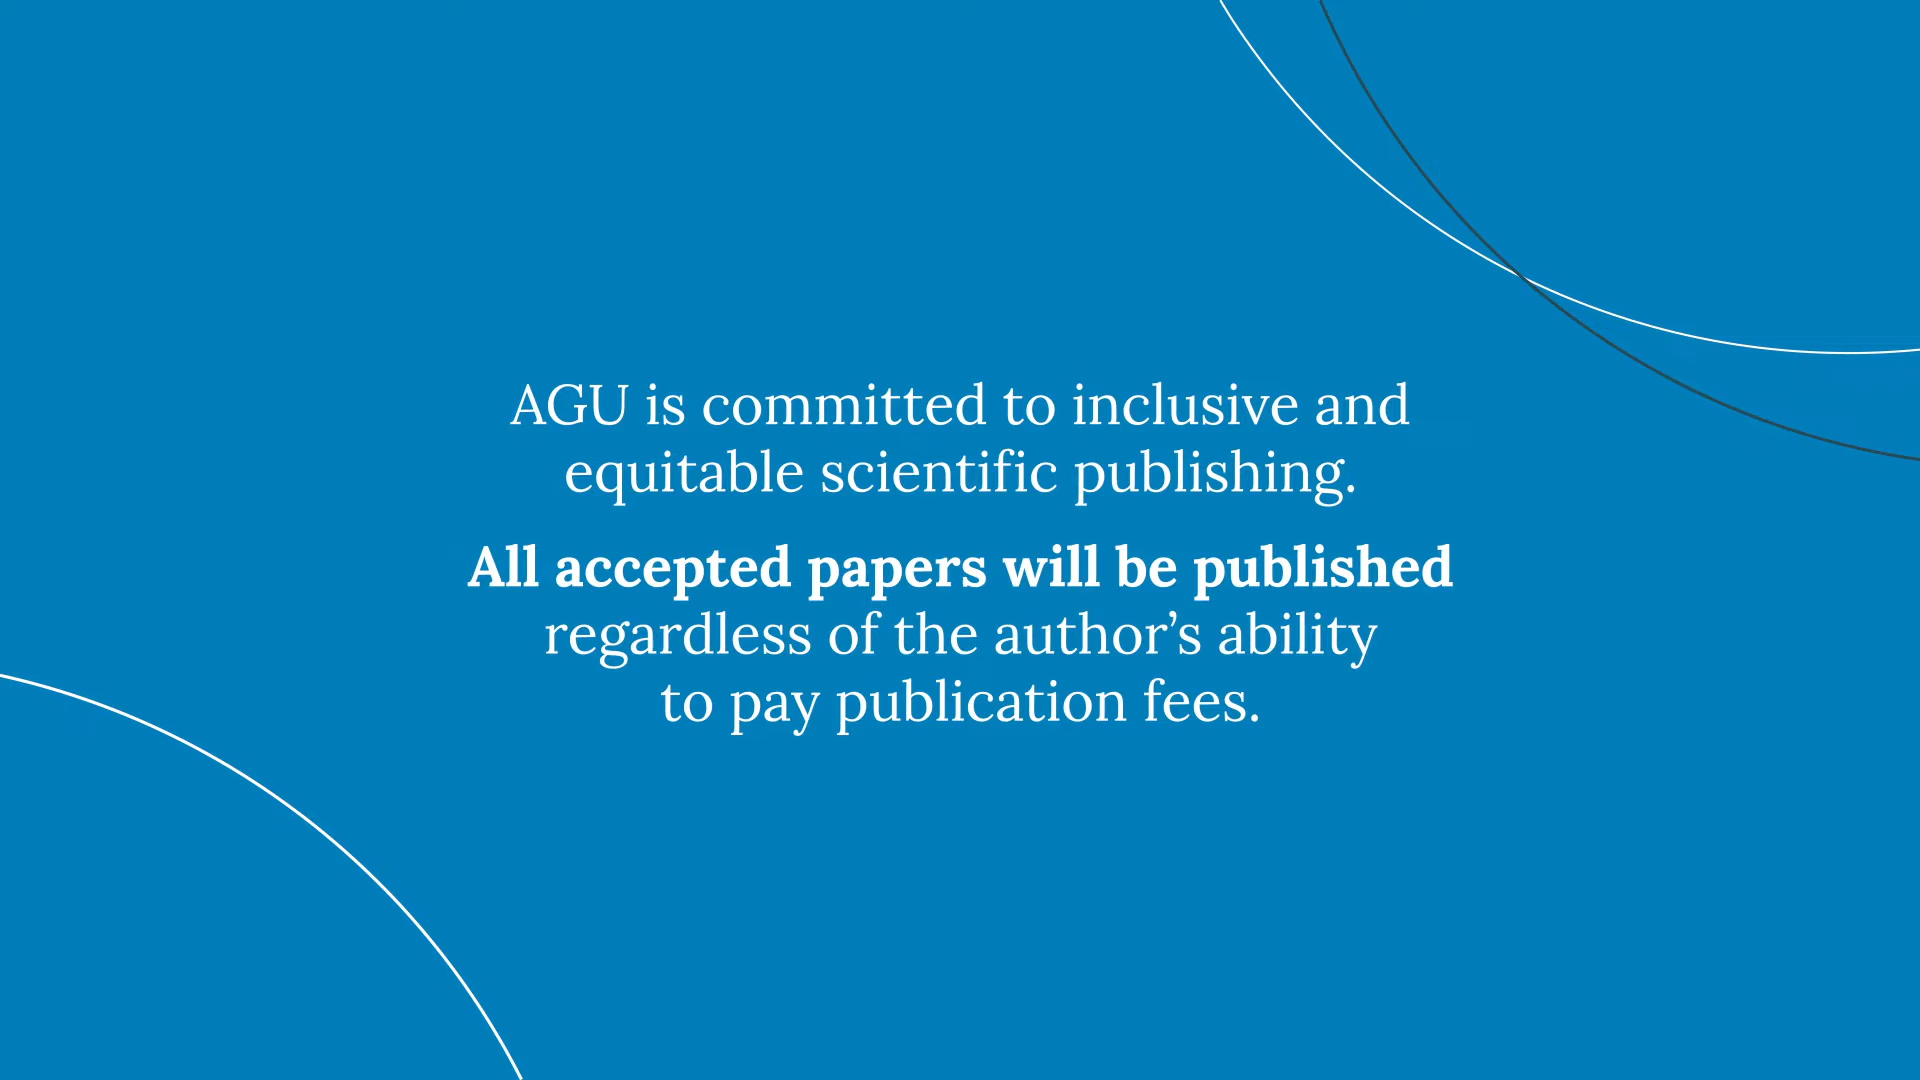 AGU is committed to inclusive and
equitable scientific publishing.
All accepted papers will be published
regardless of the author’s ability
to pay publication fees.